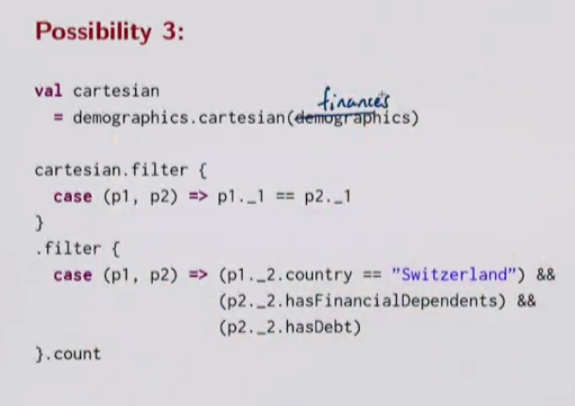 Possibility 3:
val cartesian
finances
= demographics.cartesian(demographics)
cartesian.filter {
case (p1, p2) => p1._1 == p2._1
}
.filter {
case (p1, p2) => (p1._2.country == "Switzerland") &&
(p2._2.hasFinancialDependents) &&
(p2._2.hasDebt)
}.count